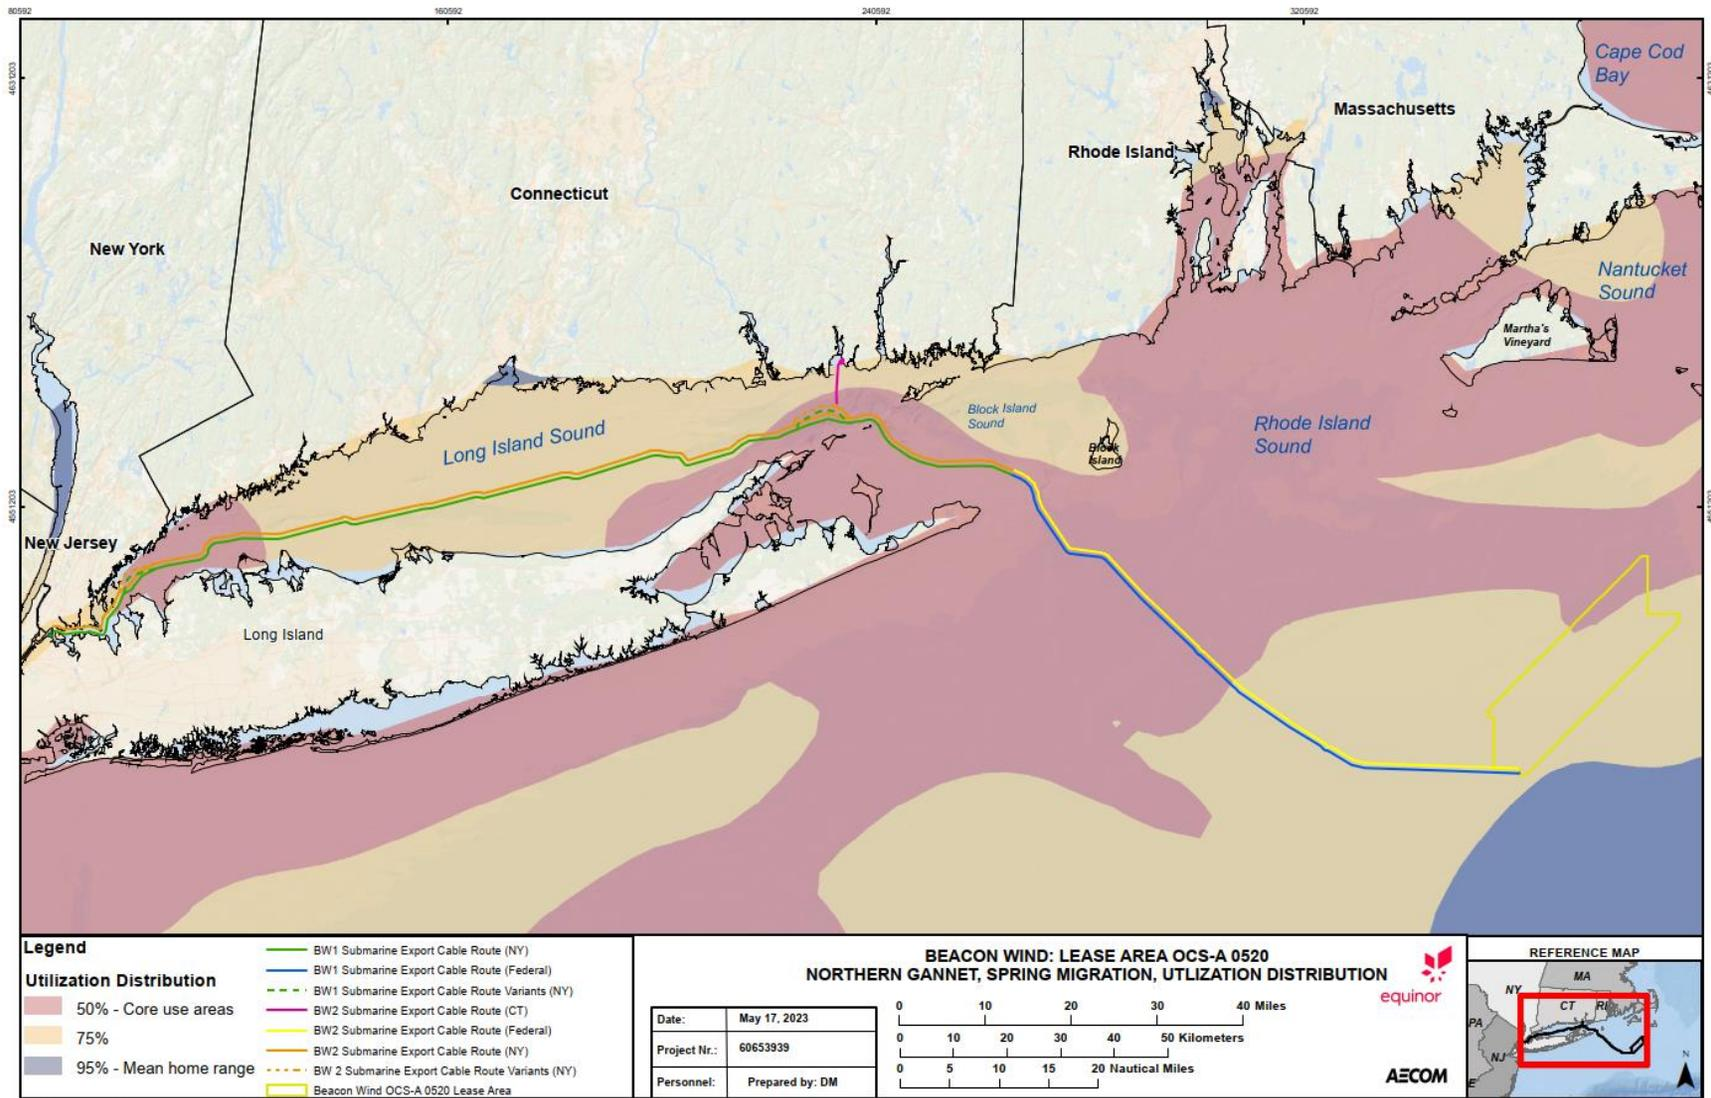 80592
160592
240592
320592
4631203
4631203
Cape Cod
Bay
Massachusetts
Rhode Island
Connecticut
New York
Nantucket
Sound
Martha's
Vineyard
Block Island
Sound
Rhode Island
Sound
Long Island Sound
Block
Island
4551203
4551203
New Jersey
Long Island
Legend
Utilization Distribution
50% - Core use areas
75%
95% - Mean home range
BW1 Submarine Export Cable Route (NY)
BW1 Submarine Export Cable Route (Federal)
BW1 Submarine Export Cable Route Variants (NY)
BW2 Submarine Export Cable Route (CT)
BW2 Submarine Export Cable Route (Federal)
BW2 Submarine Export Cable Route (NY)
BW 2 Submarine Export Cable Route Variants (NY)
Beacon Wind OCS-A 0520 Lease Area
BEACON WIND: LEASE AREA OCS-A 0520
NORTHERN GANNET, SPRING MIGRATION, UTLIZATION DISTRIBUTION
equinor
Date: May 17, 2023
Project Nr.: 60653939
Personnel: Prepared by: DM
0 10 20 30 40 Miles
0 10 20 30 40 50 Kilometers
0 5 10 15 20 Nautical Miles
AECOM
REFERENCE MAP
MA
NY
CT RI
PA
NJ
E
N